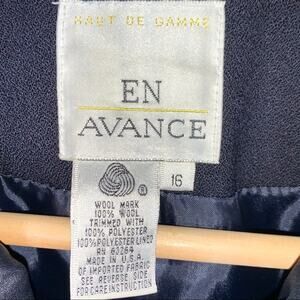 HAUT DE GAMME
EN
AVANCE
16
®
WOOL MARK
100% WOOL
TRIMMED WITH
100% POLYESTER
100% POLYESTER LINED
RN 60264
MADE IN U.S.A
OF IMPORTED FABRIC
SEE REVERSE SIDE
FOR CARE INSTRUCTION